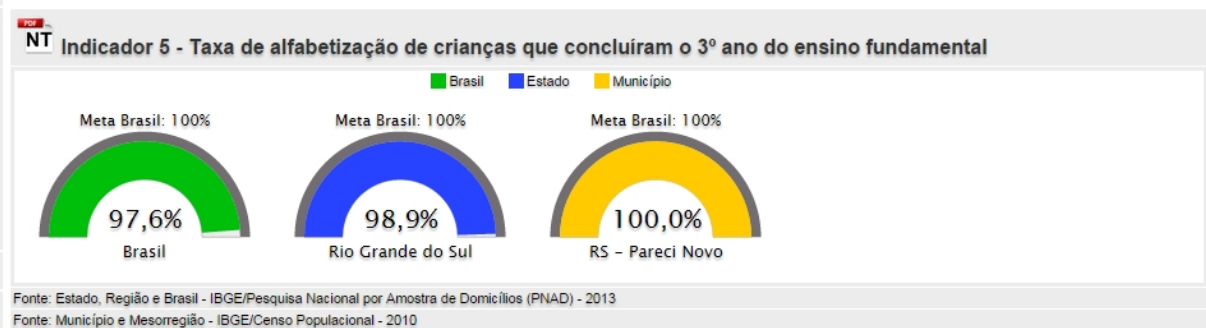 PDF
NT
Indicador 5 - Taxa de alfabetização de crianças que concluíram o 3º ano do ensino fundamental
Brasil Estado Município
Meta Brasil: 100% Meta Brasil: 100% Meta Brasil: 100%
97,6% 98,9% 100,0%
Brasil Rio Grande do Sul RS – Pareci Novo
Fonte: Estado, Região e Brasil - IBGE/Pesquisa Nacional por Amostra de Domicílios (PNAD) - 2013
Fonte: Município e Mesorregião - IBGE/Censo Populacional - 2010